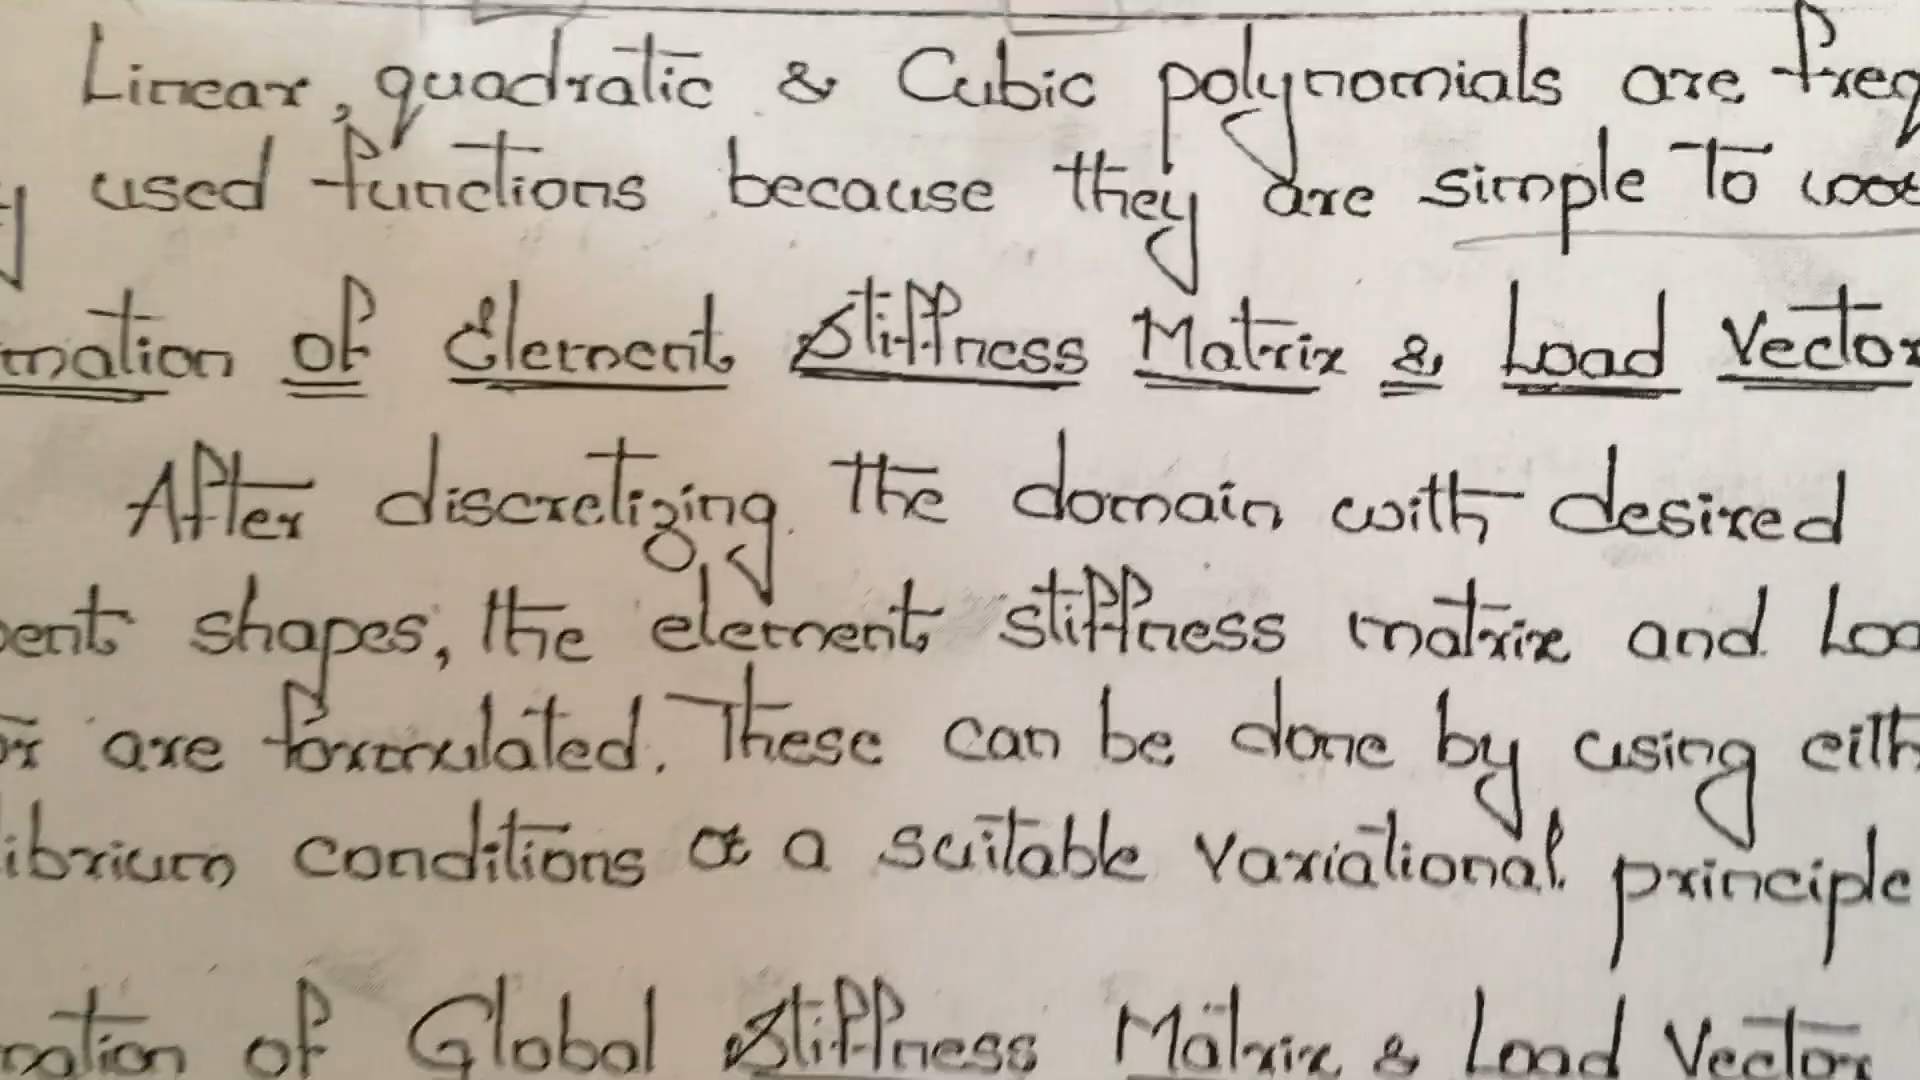 Linear, quadratic & Cubic polynomials are freq
y used functions because they are simple to
mation of Element Stiffness Matrix & Load Vector
After discretizing the domain with desired
ent shapes, the element stiffness matrix and Loa
or are formulated. These can be done by using eith
ibrium conditions or a suitable variational principle
ation of Global Stiffness Matrix & Load Vector